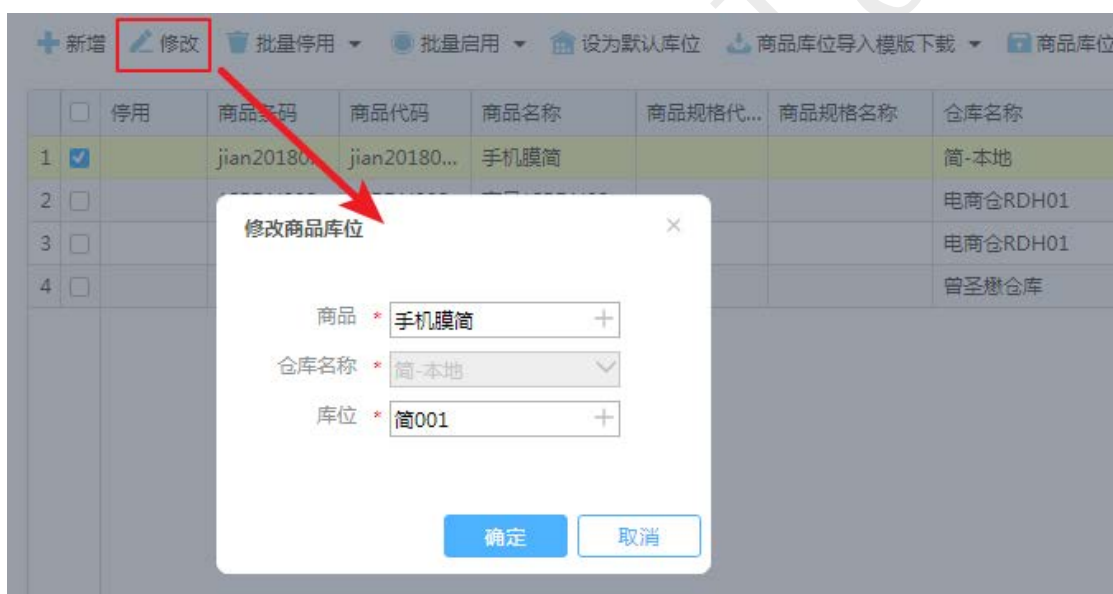 新增 修改 批量停用 批量启用 设为默认库位 商品库位导入模版下载 商品库位
停用 商品条码 商品代码 商品名称 商品规格代... 商品规格名称 仓库名称
1 jian20180... jian20180... 手机膜简 简-本地
2 电商仓RDH01
修改商品库位
3 电商仓RDH01
4 曾圣懋仓库
商品 * 手机膜简
仓库名称 * 简-本地
库位 * 简001
确定 取消